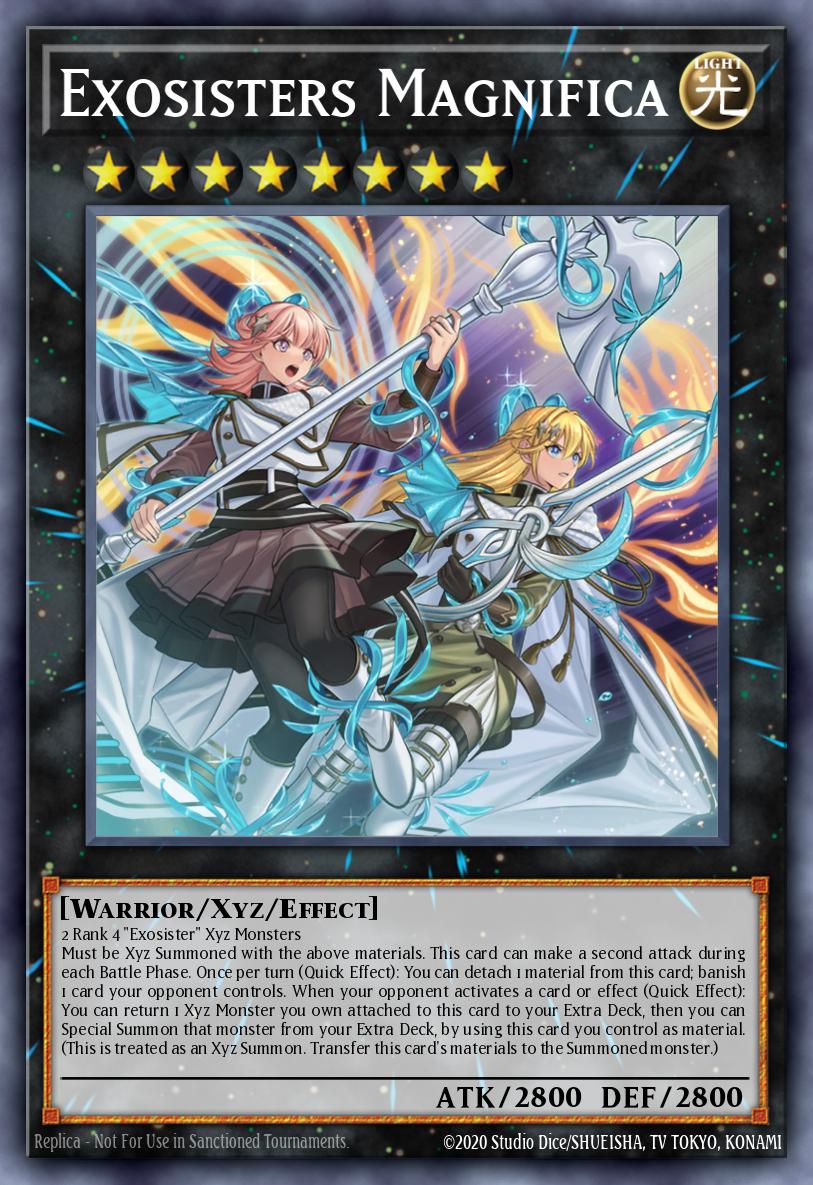 Exosisters Magnifica
LIGHT
光
[Warrior/Xyz/Effect]
2 Rank 4 "Exosister" Xyz Monsters
Must be Xyz Summoned with the above materials. This card can make a second attack during
each Battle Phase. Once per turn (Quick Effect): You can detach 1 material from this card; banish
1 card your opponent controls. When your opponent activates a card or effect (Quick Effect):
You can return 1 Xyz Monster you own attached to this card to your Extra Deck, then you can
Special Summon that monster from your Extra Deck, by using this card you control as material.
(This is treated as an Xyz Summon. Transfer this card's materials to the Summoned monster.)
ATK/2800 DEF/2800
Replica - Not For Use in Sanctioned Tournaments.
©2020 Studio Dice/SHUEISHA, TV TOKYO, KONAMI